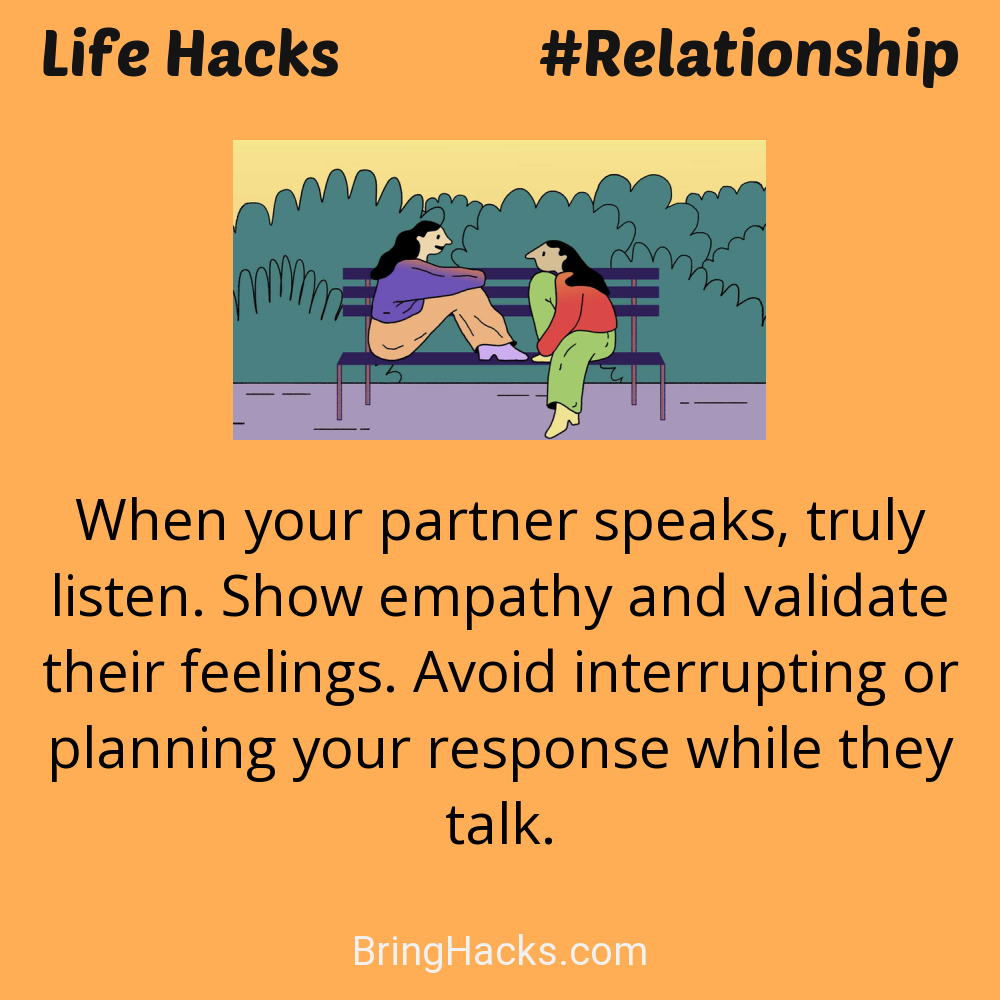 Life Hacks #Relationship
When your partner speaks, truly
listen. Show empathy and validate
their feelings. Avoid interrupting or
planning your response while they
talk.
BringHacks.com